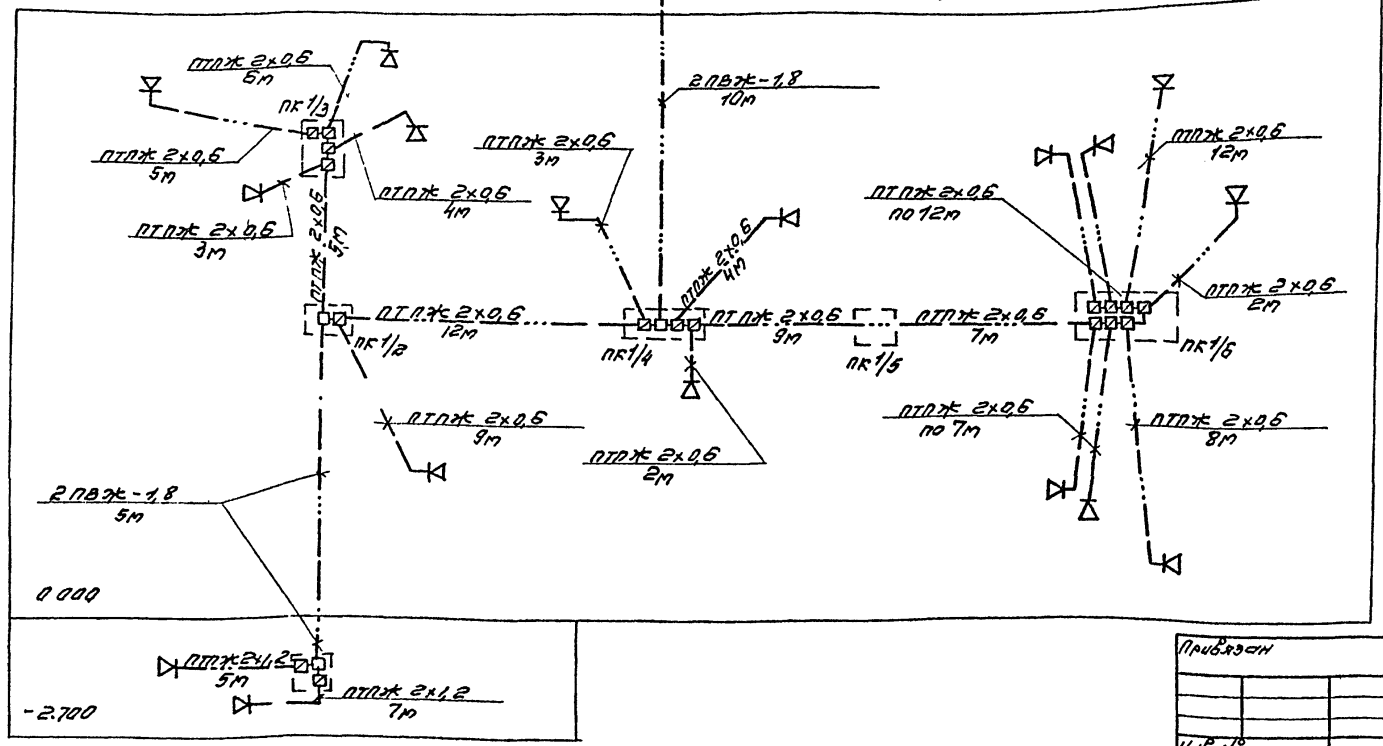 ПТПЖ 2×0,6
6м
ПК 1/3
ПТПЖ 2×0,6
5м
ПТПЖ 2×0,6
4м
ПТПЖ 2×0,6
3м
ПТПЖ 2×0,6
5м
2ПВЖ-1,8
10м
ПТПЖ 2×0,6
3м
ПТПЖ 2×0,6
4м
ПТПЖ 2×0,6
12м
ПТПЖ 2×0,6
по 12м
ПТПЖ 2×0,6
2м
ПТПЖ 2×0,6
12м
ПК 1/2
ПК 1/4
ПТПЖ 2×0,6
9м
ПК 1/5
ПТПЖ 2×0,6
7м
ПК 1/6
ПТПЖ 2×0,6
9м
ПТПЖ 2×0,6
2м
ПТПЖ 2×0,6
по 7м
ПТПЖ 2×0,6
8м
2ПВЖ-1,8
5м
0.000
ПТПЖ 2×1,2
5м
ПТПЖ 2×1,2
7м
-2.700
Привязан